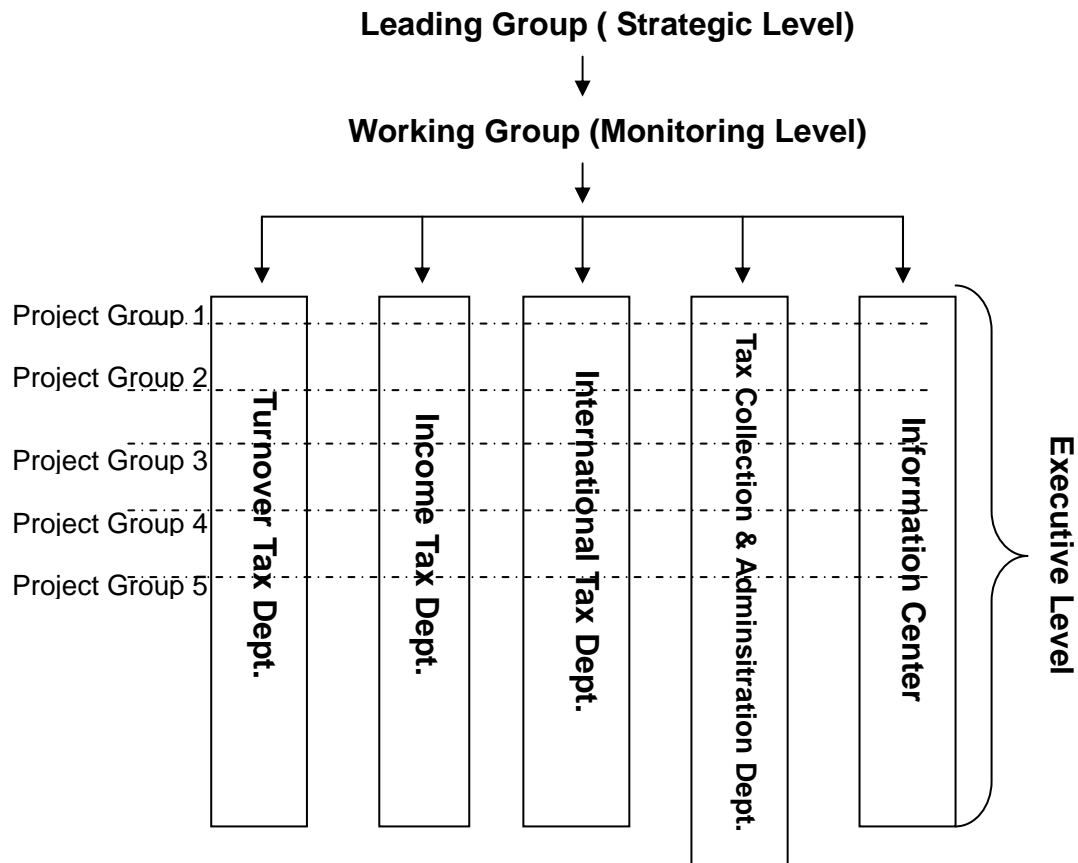 Leading Group ( Strategic Level)
Working Group (Monitoring Level)
Project Group 1
Project Group 2
Project Group 3
Project Group 4
Project Group 5
Turnover Tax Dept.
Income Tax Dept.
International Tax Dept.
Tax Collection & Adminsitration Dept.
Information Center
Executive Level